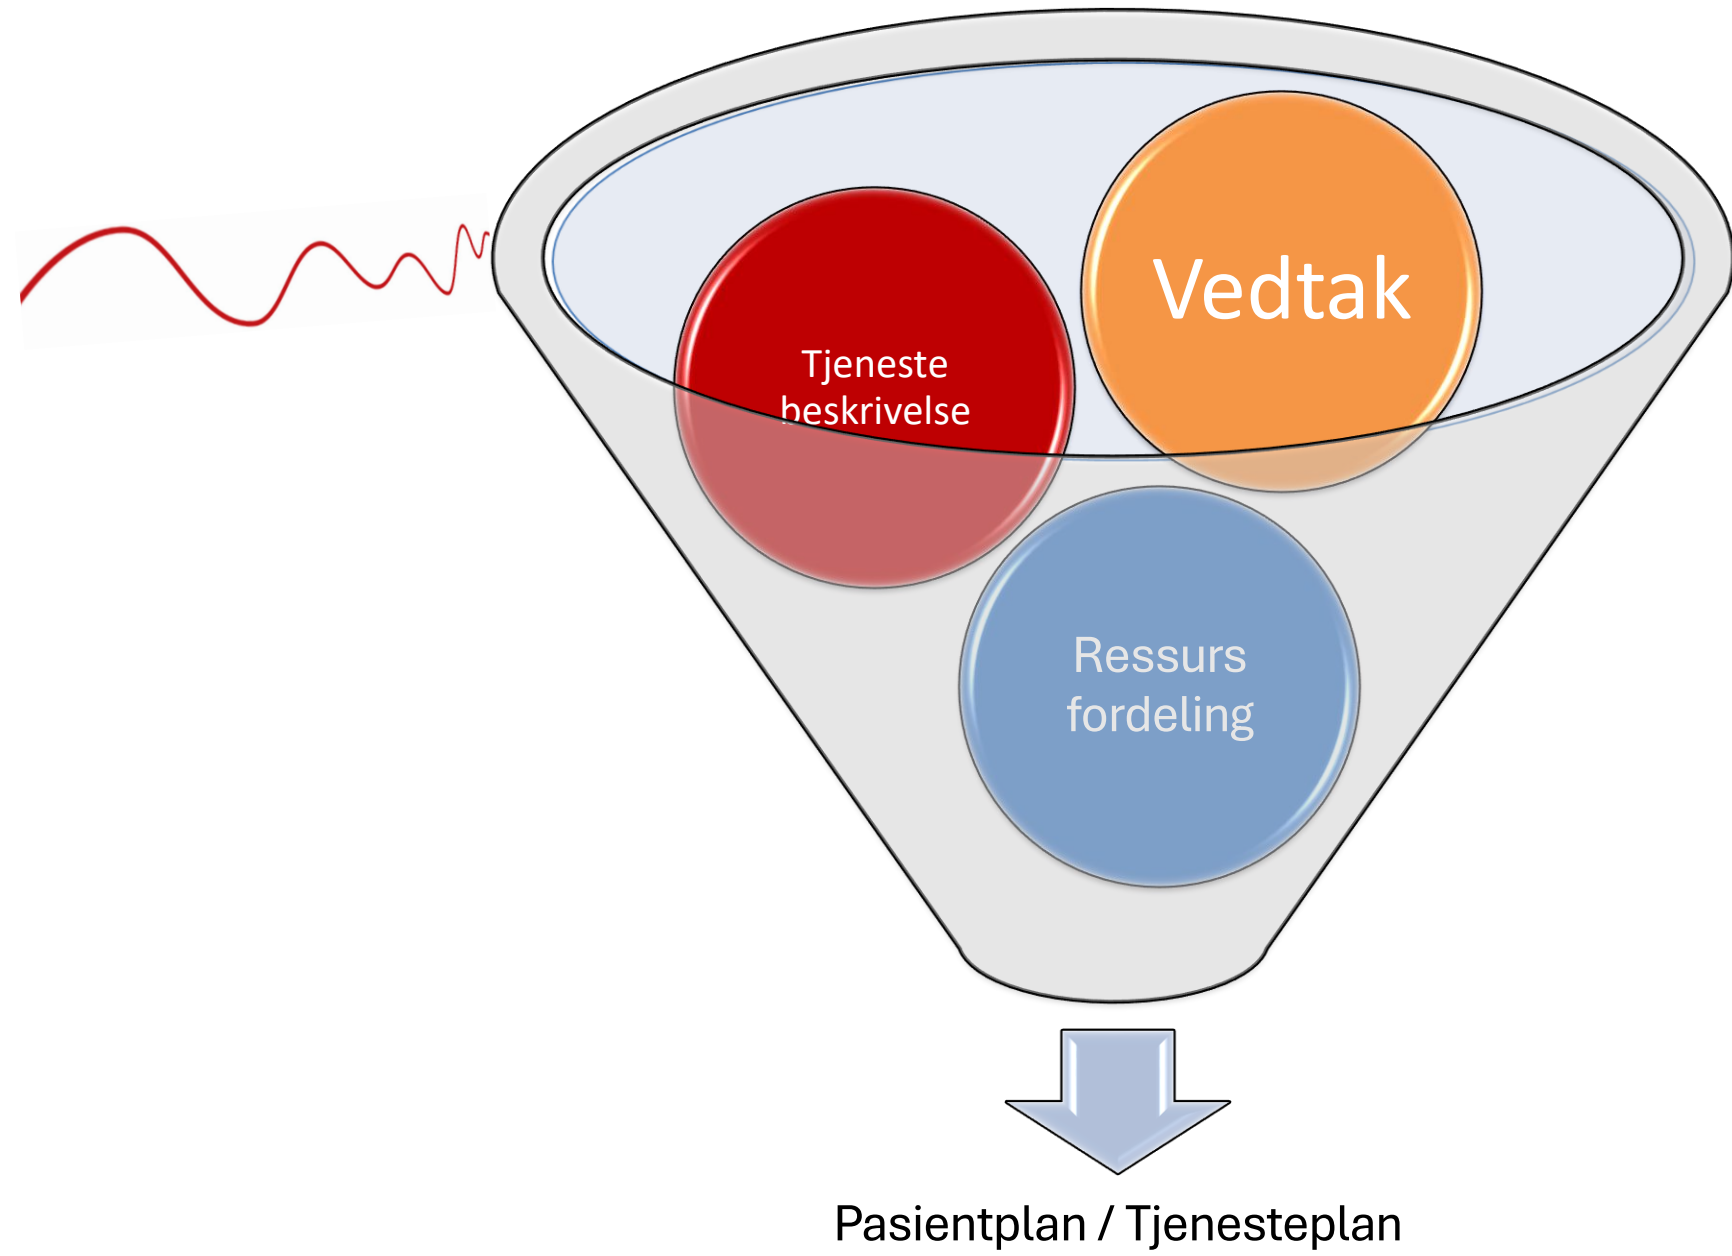 Vedtak
Tjeneste
beskrivelse
Ressurs
fordeling
Pasientplan / Tjenesteplan